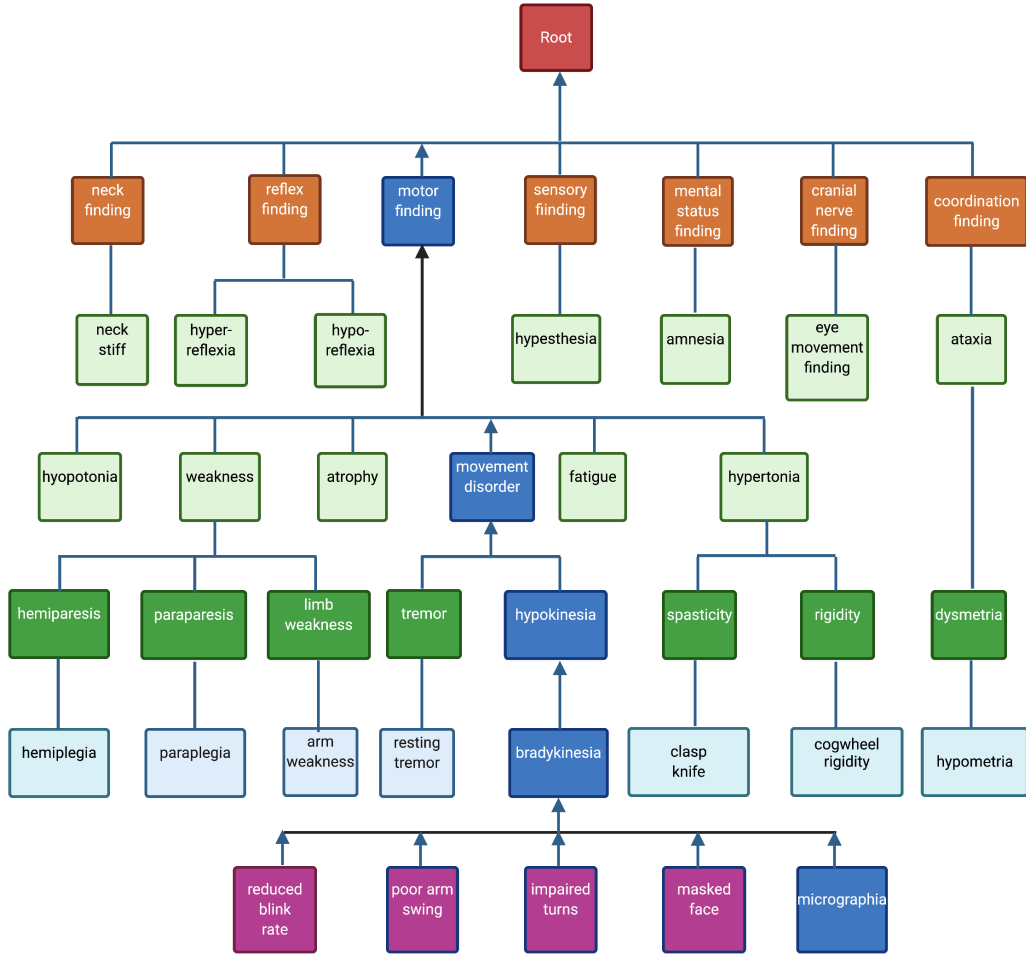 Root
neck
finding
reflex
finding
motor
finding
sensory
fiinding
mental
status
finding
cranial
nerve
finding
coordination
finding
neck
stiff
hyper-
reflexia
hypo-
reflexia
hypesthesia
amnesia
eye
movement
finding
ataxia
hyopotonia
weakness
atrophy
movement
disorder
fatigue
hypertonia
hemiparesis
paraparesis
limb
weakness
tremor
hypokinesia
spasticity
rigidity
dysmetria
hemiplegia
paraplegia
arm
weakness
resting
tremor
bradykinesia
clasp
knife
cogwheel
rigidity
hypometria
reduced
blink
rate
poor arm
swing
impaired
turns
masked
face
micrographia